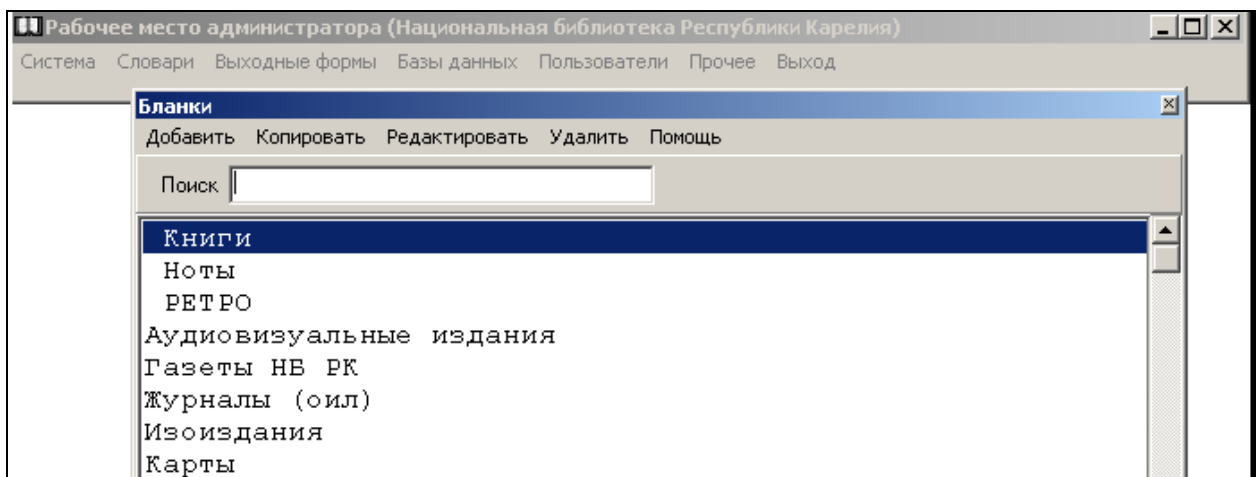 Рабочее место администратора (Национальная библиотека Республики Карелия)
Система Словари Выходные формы Базы данных Пользователи Прочее Выход
Бланки
Добавить Копировать Редактировать Удалить Помощь
Поиск
Книги
Ноты
РЕТРО
Аудиовизуальные издания
Газеты НБ РК
Журналы (оил)
Изоиздания
Карты